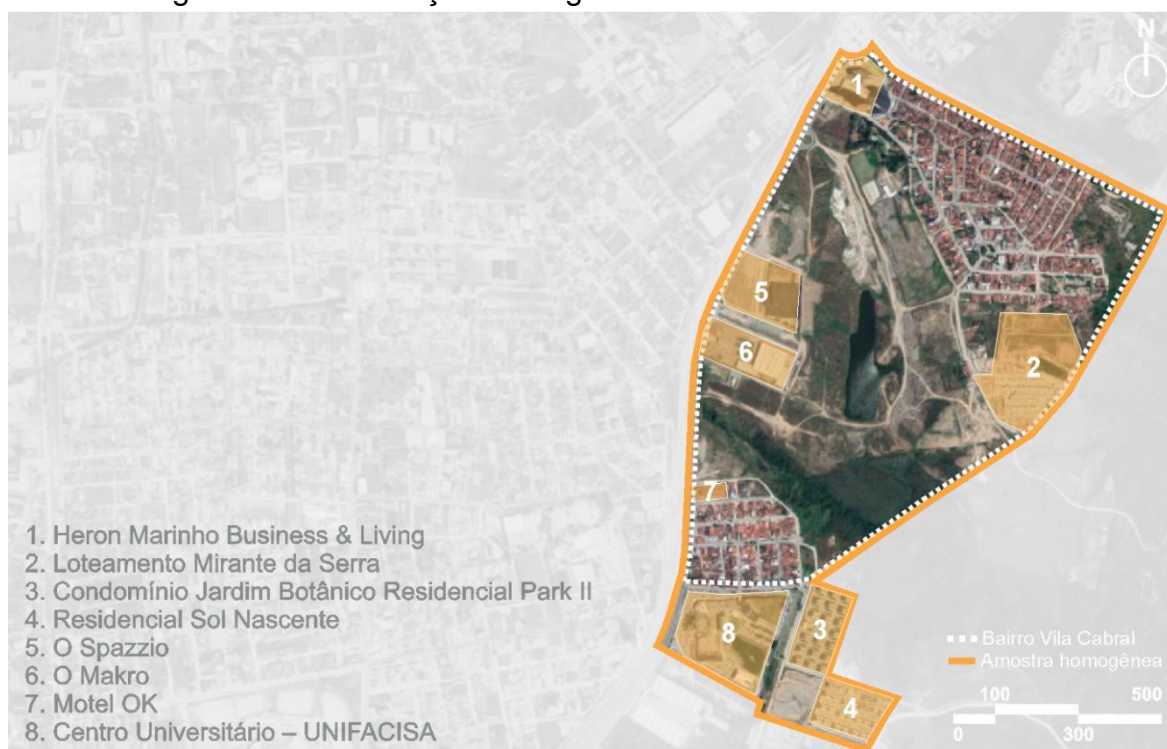 N
1
5
6
2
7
8
3
4
1. Heron Marinho Business & Living
2. Loteamento Mirante da Serra
3. Condomínio Jardim Botânico Residencial Park II
4. Residencial Sol Nascente
5. O Spazzio
6. O Makro
7. Motel OK
8. Centro Universitário – UNIFACISA
Bairro Vila Cabral
Amostra homogênea
100 500
0 300